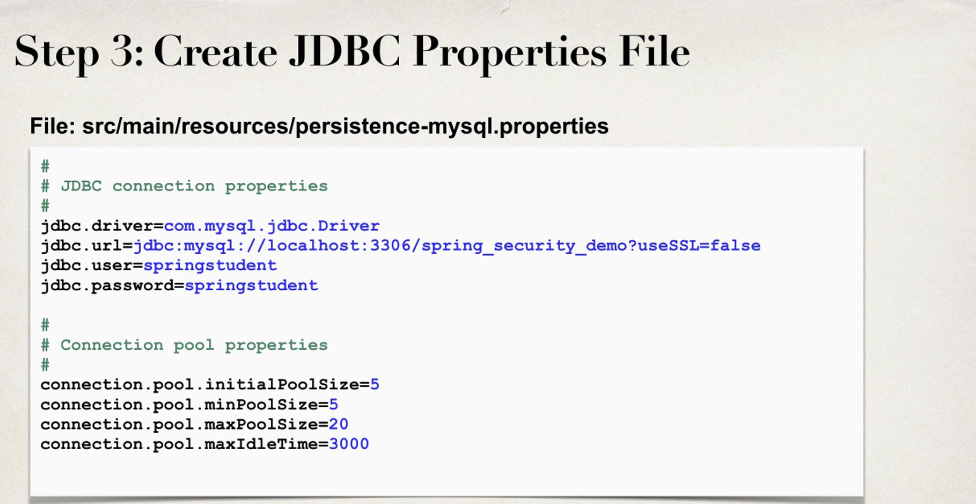 Step 3: Create JDBC Properties File
File: src/main/resources/persistence-mysql.properties
#
# JDBC connection properties
#
jdbc.driver=com.mysql.jdbc.Driver
jdbc.url=jdbc:mysql://localhost:3306/spring_security_demo?useSSL=false
jdbc.user=springstudent
jdbc.password=springstudent
#
# Connection pool properties
#
connection.pool.initialPoolSize=5
connection.pool.minPoolSize=5
connection.pool.maxPoolSize=20
connection.pool.maxIdleTime=3000